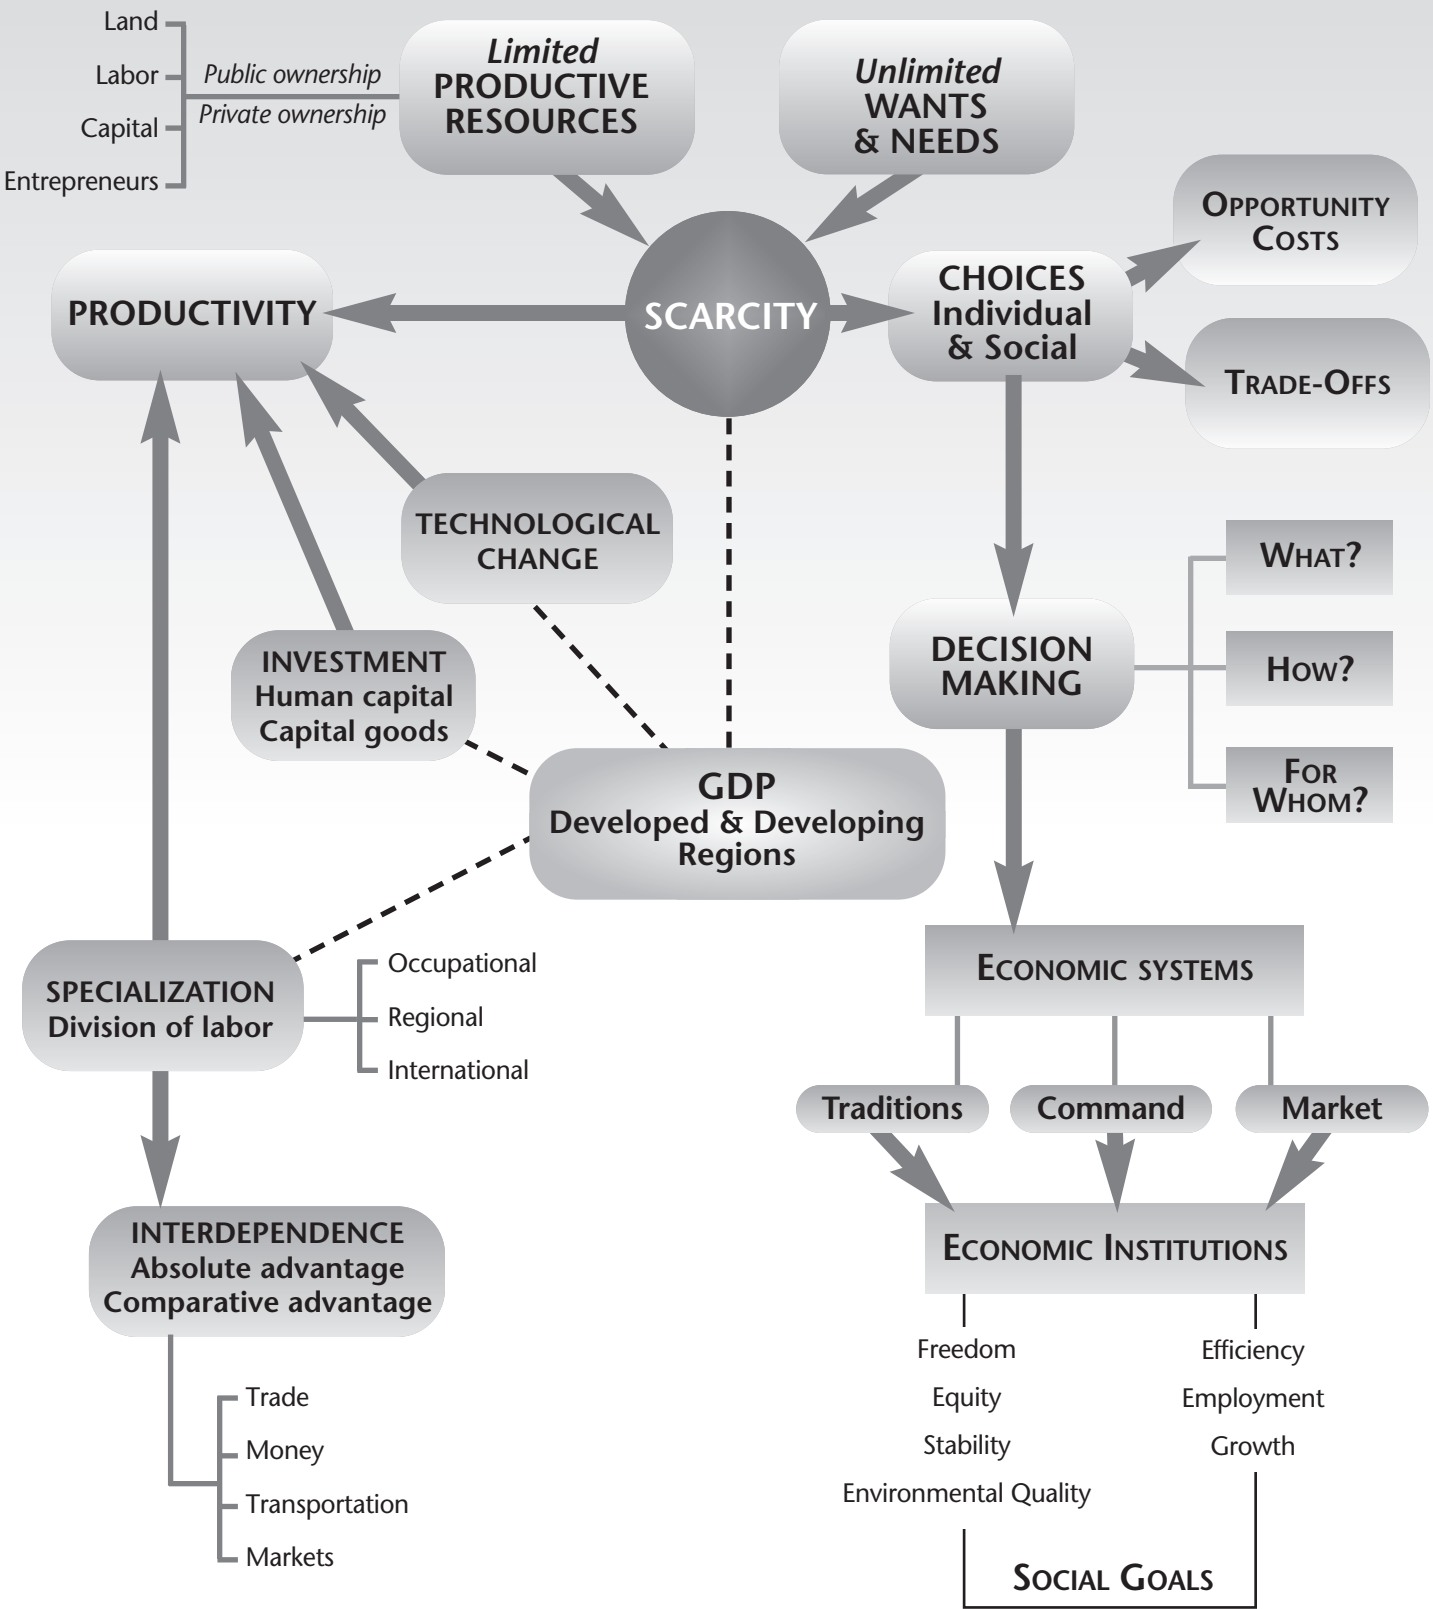 Land
Labor
Capital
Entrepreneurs
Public ownership
Private ownership
Limited
PRODUCTIVE
RESOURCES
Unlimited
WANTS
& NEEDS
OPPORTUNITY
COSTS
PRODUCTIVITY
SCARCITY
CHOICES
Individual
& Social
TRADE-OFFS
TECHNOLOGICAL
CHANGE
WHAT?
INVESTMENT
Human capital
Capital goods
DECISION
MAKING
HOW?
FOR
WHOM?
GDP
Developed & Developing
Regions
SPECIALIZATION
Division of labor
Occupational
Regional
International
ECONOMIC SYSTEMS
Traditions
Command
Market
INTERDEPENDENCE
Absolute advantage
Comparative advantage
ECONOMIC INSTITUTIONS
Trade
Money
Transportation
Markets
Freedom
Equity
Stability
Environmental Quality
Efficiency
Employment
Growth
SOCIAL GOALS